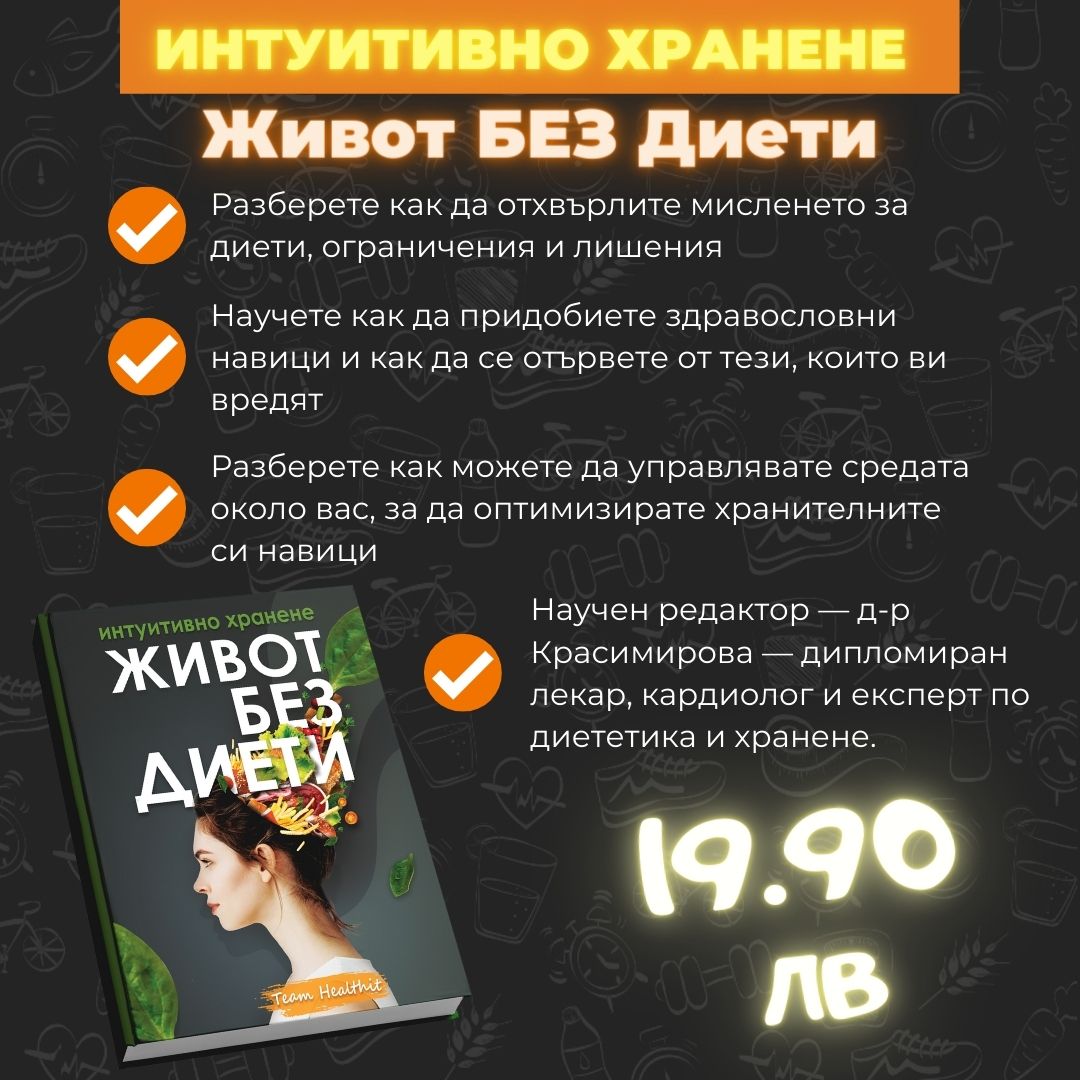 ИНТУИТИВНО ХРАНЕНЕ
Живот БЕЗ Диети
Разберете как да отхвърлите мисленето за
диети, ограничения и лишения
Научете как да придобиете здравословни
навици и как да се отървете от тези, които ви
вредят
Разберете как можете да управлявате средата
около вас, за да оптимизирате хранителните
си навици
Научен редактор — д-р
Красимирова — дипломиран
лекар, кардиолог и експерт по
диететика и хранене.
интуитивно хранене
ЖИВОТ
БЕЗ
ДИЕТИ
Team Healthit
19.90
лв